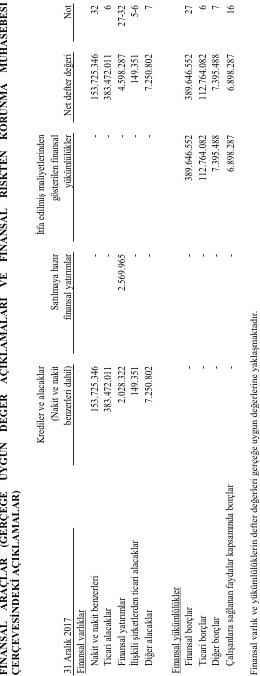 FİNANSAL ARAÇLAR (GERÇEĞE UYGUN DEĞER AÇIKLAMALARI VE FİNANSAL RİSKTEN KORUNMA MUHASEBESİ
ÇERÇEVESİNDEKİ AÇIKLAMALAR)
31 Aralık 2017 Krediler ve alacaklar (Nakit ve nakit benzerleri dahil) Satılmaya hazır finansal yatırımlar İtfa edilmiş maliyetlerinden gösterilen finansal yükümlülükler Net defter değeri Not
Finansal varlıklar
Nakit ve nakit benzerleri 153.725.346 - - 153.725.346 32
Ticari alacaklar 383.472.011 - - 383.472.011 6
Finansal yatırımlar 2.028.322 2.569.965 - 4.598.287 27-32
İlişkili şirketlerden ticari alacaklar 149.351 - - 149.351 5-6
Diğer alacaklar 7.250.802 - - 7.250.802 7
Finansal yükümlülükler
Finansal borçlar - - 389.646.552 389.646.552 27
Ticari borçlar - - 112.764.082 112.764.082 6
Diğer borçlar - - 7.395.488 7.395.488 7
Çalışanlara sağlanan faydalar kapsamında borçlar - - 6.898.287 6.898.287 16
Finansal varlık ve yükümlülüklerin defter değerleri gerçeğe uygun değerlerine yaklaşmaktadır.